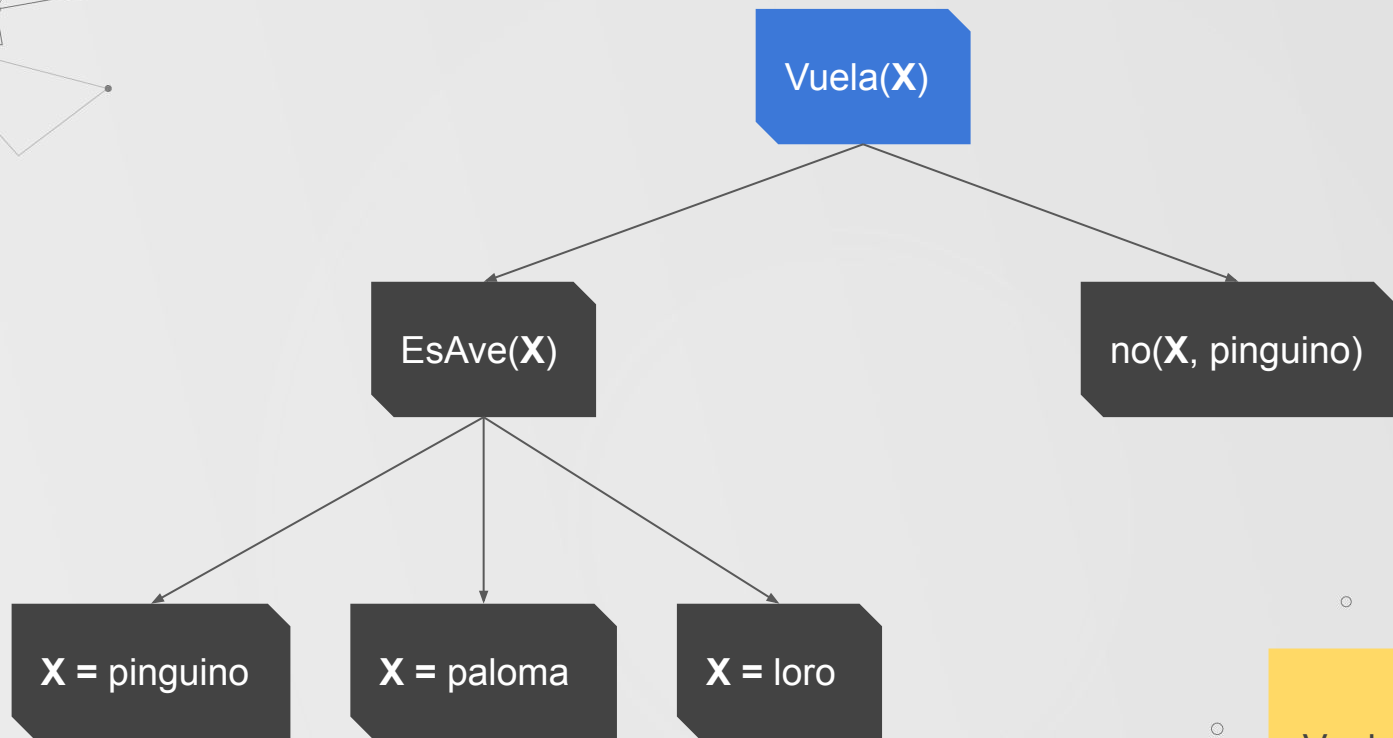 Vuela(X)
EsAve(X)
no(X, pinguino)
X = pinguino
X = paloma
X = loro